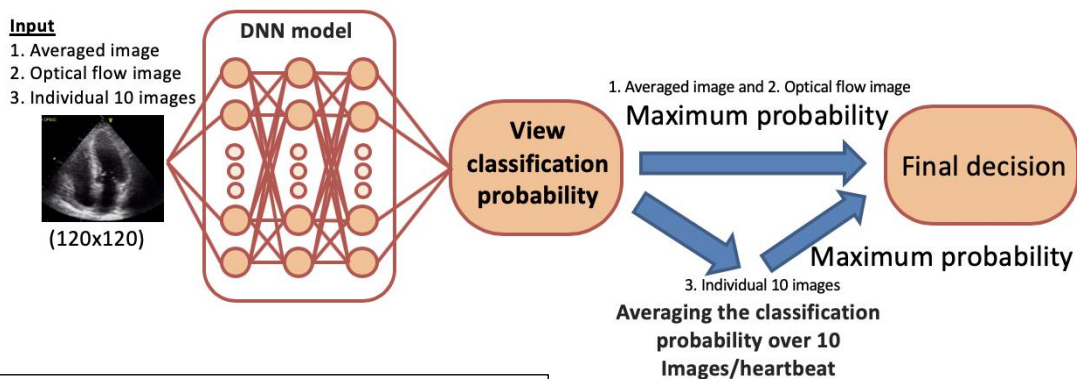 Input
1. Averaged image
2. Optical flow image
3. Individual 10 images
(120x120)
DNN model
View
classification
probability
1. Averaged image and 2. Optical flow image
Maximum probability
Final decision
Maximum probability
3. Individual 10 images
Averaging the classification
probability over 10
Images/heartbeat